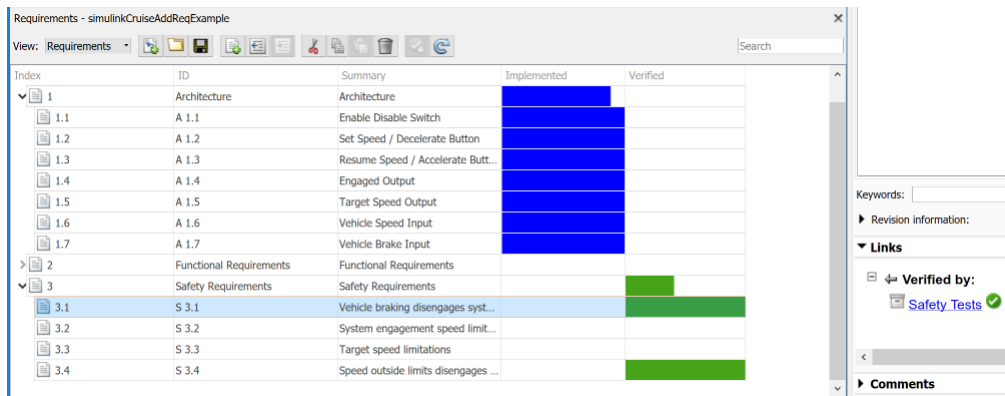 Requirements - simulinkCruiseAddReqExample
View: Requirements
Search
Index ID Summary Implemented Verified
1 Architecture Architecture
1.1 A 1.1 Enable Disable Switch
1.2 A 1.2 Set Speed / Decelerate Button
1.3 A 1.3 Resume Speed / Accelerate Butt...
1.4 A 1.4 Engaged Output
1.5 A 1.5 Target Speed Output
1.6 A 1.6 Vehicle Speed Input
1.7 A 1.7 Vehicle Brake Input
2 Functional Requirements Functional Requirements
3 Safety Requirements Safety Requirements
3.1 S 3.1 Vehicle braking disengages syst...
3.2 S 3.2 System engagement speed limit...
3.3 S 3.3 Target speed limitations
3.4 S 3.4 Speed outside limits disengages ...
Keywords:
Revision information:
Links
Verified by:
Safety Tests
Comments